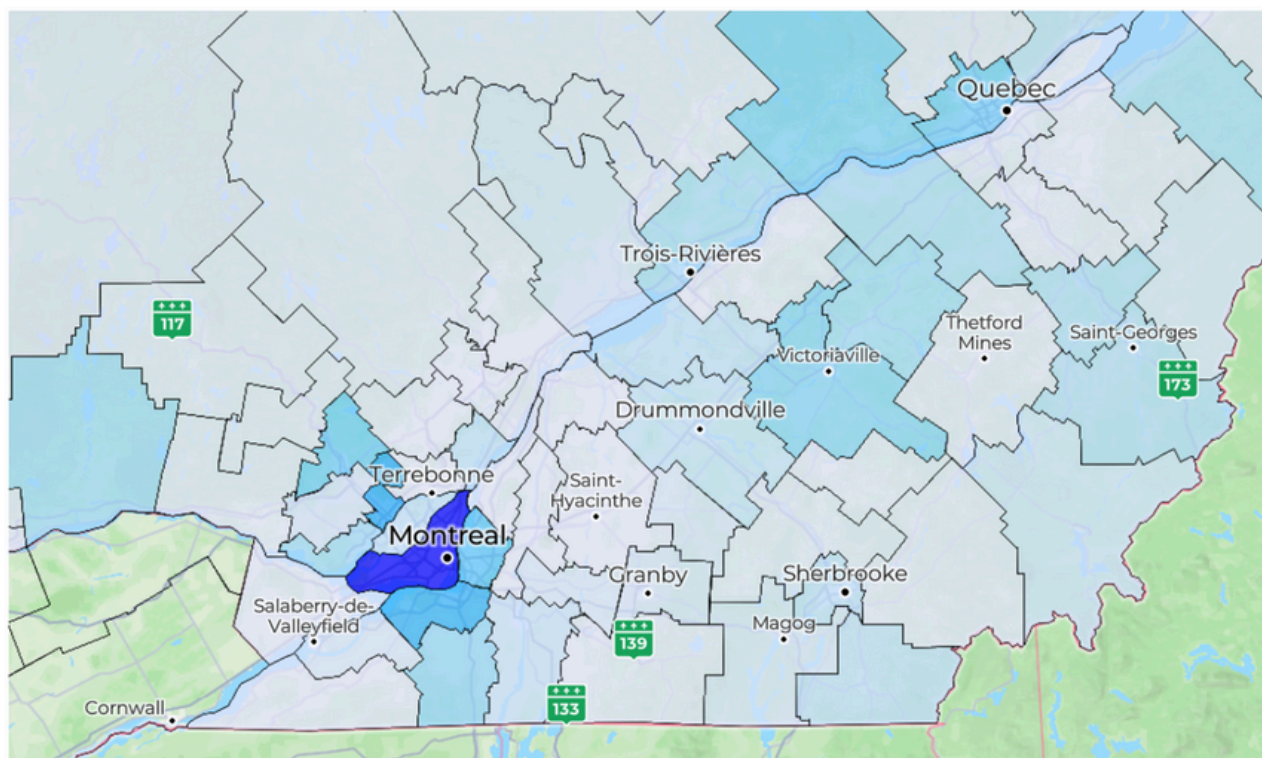 Quebec
Trois-Rivières
117
Thetford
Mines
Saint-Georges
Victoriaville
173
Drummondville
Terrebonne
Saint-
Hyacinthe
Montreal
Granby
Sherbrooke
Salaberry-de-
Valleyfield
Magog
139
Cornwall
133